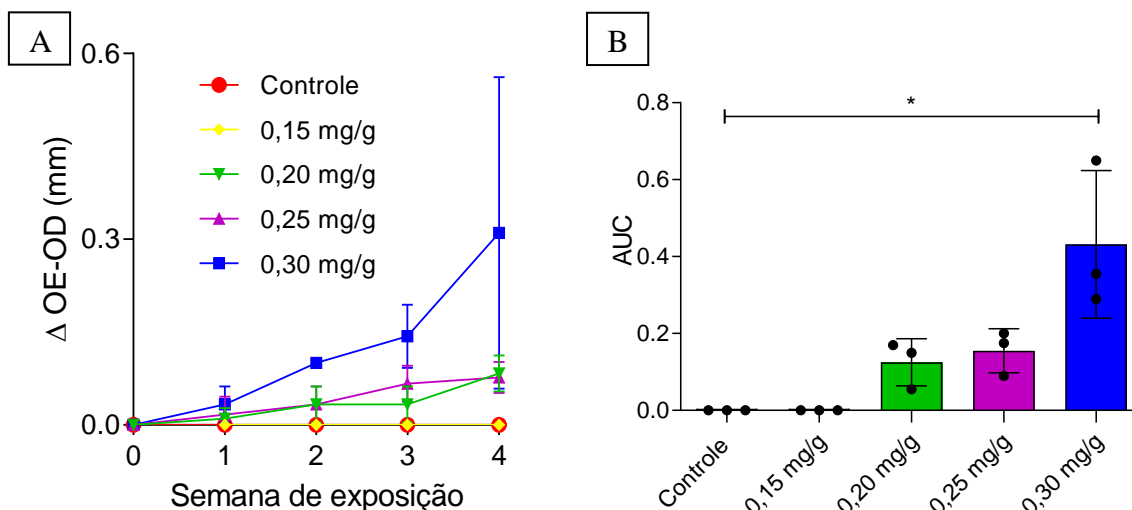 A
0.6
0.3
0.0
Δ OE-OD (mm)
Controle
0,15 mg/g
0,20 mg/g
0,25 mg/g
0,30 mg/g
0
1
2
3
4
Semana de exposição
B
*
0.8
0.6
0.4
0.2
0.0
AUC
Controle
0,15 mg/g
0,20 mg/g
0,25 mg/g
0,30 mg/g